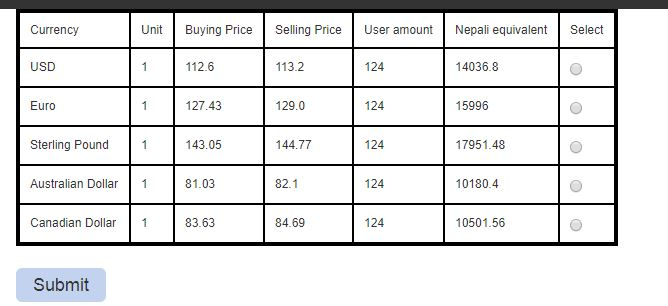 Currency Unit Buying Price Selling Price User amount Nepali equivalent Select
USD 1 112.6 113.2 124 14036.8
Euro 1 127.43 129.0 124 15996
Sterling Pound 1 143.05 144.77 124 17951.48
Australian Dollar 1 81.03 82.1 124 10180.4
Canadian Dollar 1 83.63 84.69 124 10501.56
Submit